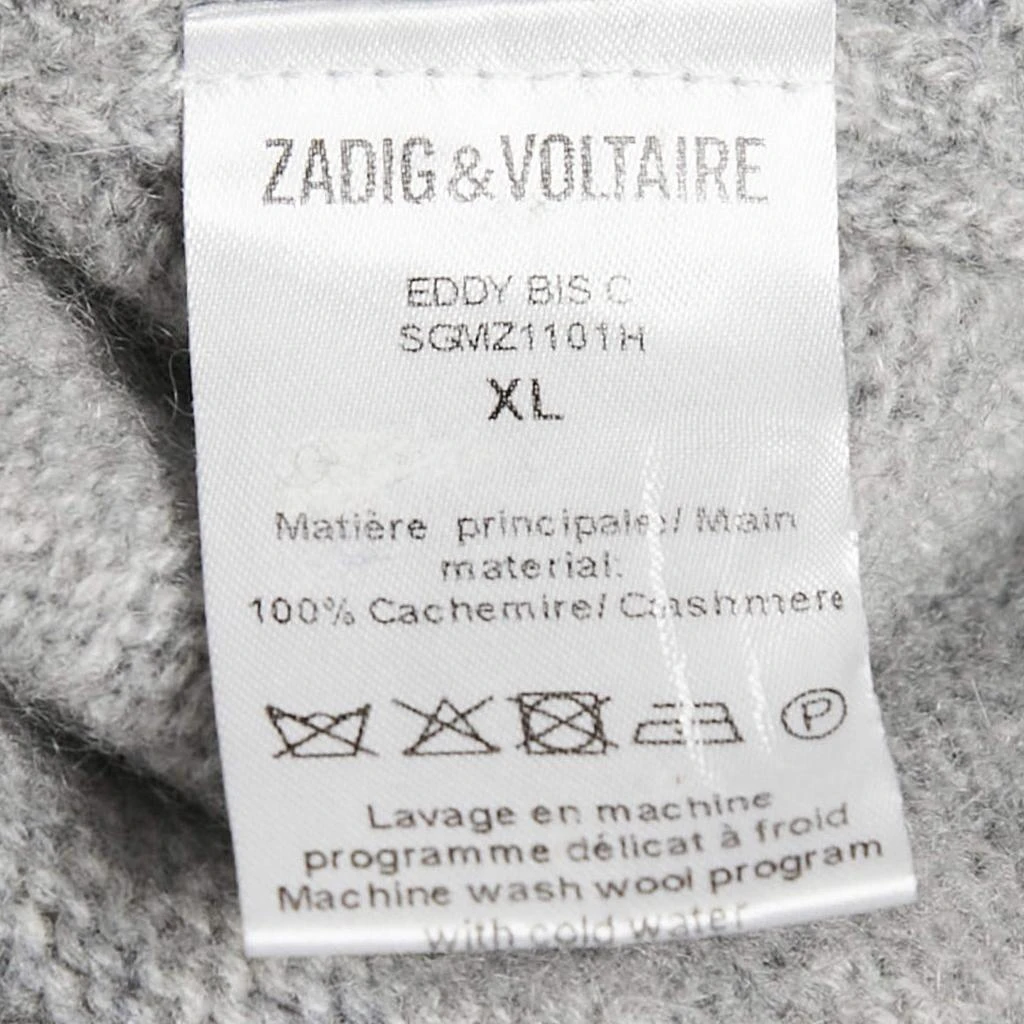 ZADIG & VOLTAIRE
EDDY BIS C
SGMZ1101H
XL
Matière principale/ Main
material:
100% Cachemire/ Cashmere
P
Lavage en machine
programme délicat à froid
Machine wash wool program
with cold water